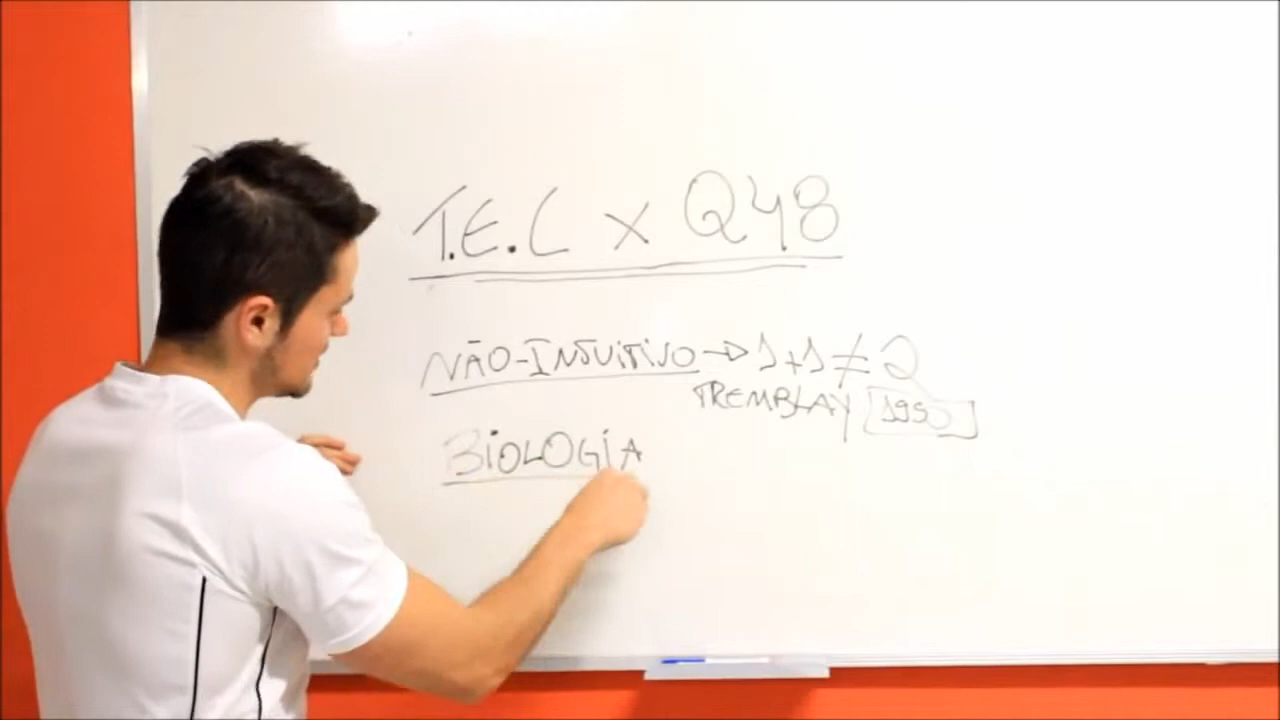 T.E.C x Q48
NÃO-INTUITIVO → 1+1 ≠ 2
TREMBLAY 1990
BIOLOGIA